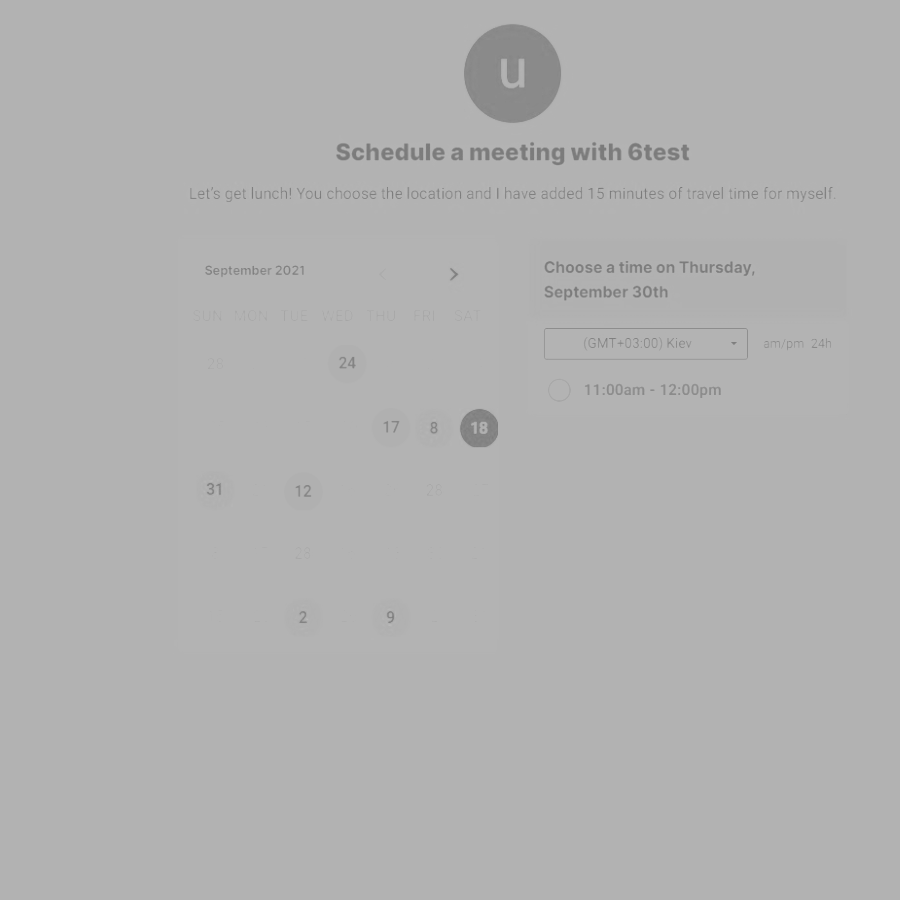 u
Schedule a meeting with 6test
Let's get lunch! You choose the location and I have added 15 minutes of travel time for myself.
September 2021
SUN MON TUE WED THU FRI SAT
28 24
17 8 18
31 12 28
28
2 9
Choose a time on Thursday,
September 30th
(GMT+03:00) Kiev am/pm 24h
11:00am - 12:00pm